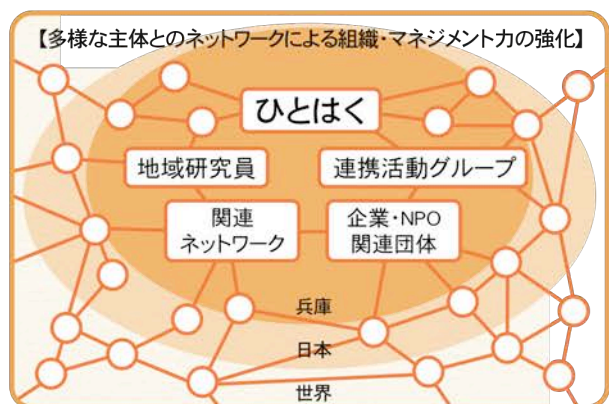 【多様な主体とのネットワークによる組織・マネジメント力の強化】
ひとはく
地域研究員
連携活動グループ
関連
ネットワーク
企業・NPO
関連団体
兵庫
日本
世界